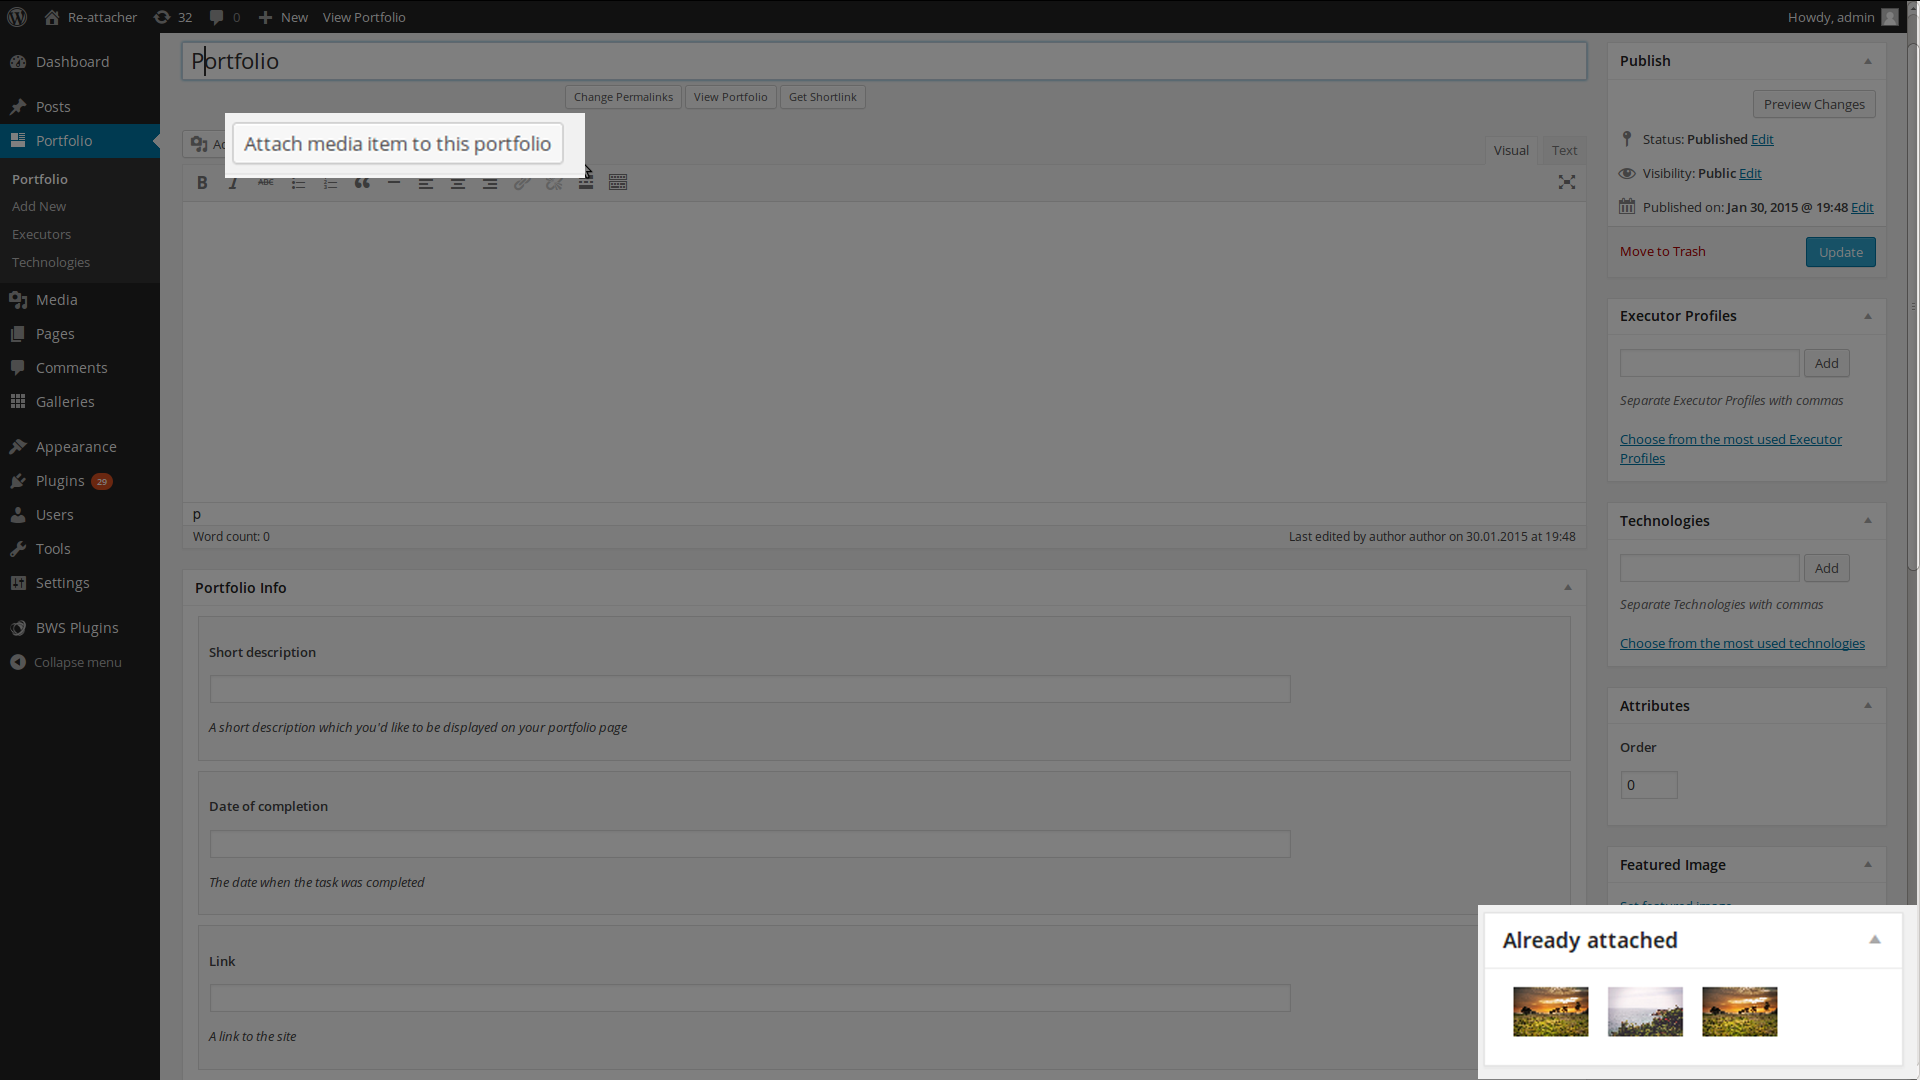 Re-attacher 32 0 New View Portfolio Howdy, admin
Dashboard
Posts
Portfolio
Portfolio
Add New
Executors
Technologies
Media
Pages
Comments
Galleries
Appearance
Plugins 29
Users
Tools
Settings
BWS Plugins
Collapse menu
Portfolio
Change Permalinks View Portfolio Get Shortlink
Attach media item to this portfolio
Visual Text
B I ABC
p
Word count: 0 Last edited by author author on 30.01.2015 at 19:48
Portfolio Info
Short description
A short description which you'd like to be displayed on your portfolio page
Date of completion
The date when the task was completed
Link
A link to the site
Publish
Preview Changes
Status: Published Edit
Visibility: Public Edit
Published on: Jan 30, 2015 @ 19:48 Edit
Move to Trash Update
Executor Profiles
Add
Separate Executor Profiles with commas
Choose from the most used Executor
Profiles
Technologies
Add
Separate Technologies with commas
Choose from the most used technologies
Attributes
Order
0
Featured Image
Set featured image
Already attached